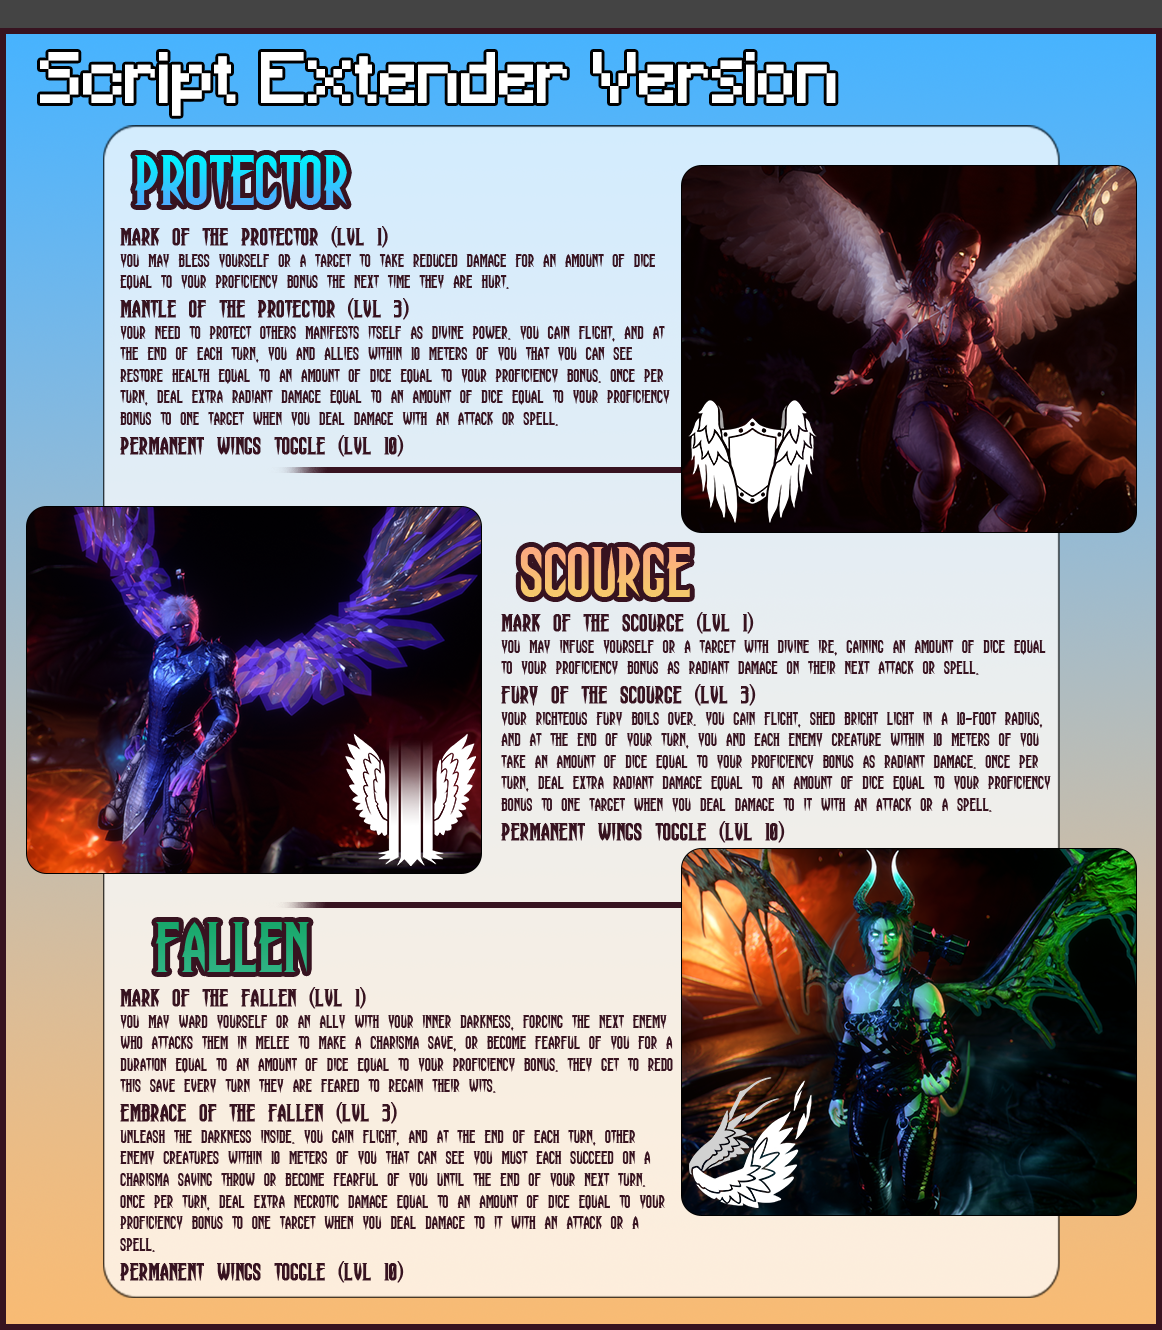 Script Extender Version
PROTECTOR
MARK OF THE PROTECTOR (LVL 1)
YOU MAY BLESS YOURSELF OR A TARGET TO TAKE REDUCED DAMAGE FOR AN AMOUNT OF DICE
EQUAL TO YOUR PROFICIENCY BONUS THE NEXT TIME THEY ARE HURT.
MANTLE OF THE PROTECTOR (LVL 3)
YOUR NEED TO PROTECT OTHERS MANIFESTS ITSELF AS DIVINE POWER. YOU GAIN FLIGHT, AND AT
THE END OF EACH TURN, YOU AND ALLIES WITHIN 10 METERS OF YOU THAT YOU CAN SEE
RESTORE HEALTH EQUAL TO AN AMOUNT OF DICE EQUAL TO YOUR PROFICIENCY BONUS. ONCE PER
TURN, DEAL EXTRA RADIANT DAMAGE EQUAL TO AN AMOUNT OF DICE EQUAL TO YOUR PROFICIENCY
BONUS TO ONE TARGET WHEN YOU DEAL DAMAGE WITH AN ATTACK OR SPELL.
PERMANENT WINGS TOGGLE (LVL 10)
SCOURGE
MARK OF THE SCOURGE (LVL 1)
YOU MAY INFUSE YOURSELF OR A TARGET WITH DIVINE IRE, GAINING AN AMOUNT OF DICE EQUAL
TO YOUR PROFICIENCY BONUS AS RADIANT DAMAGE ON THEIR NEXT ATTACK OR SPELL.
FURY OF THE SCOURGE (LVL 3)
YOUR RIGHTEOUS FURY BOILS OVER. YOU GAIN FLIGHT, SHED BRIGHT LIGHT IN A 10-FOOT RADIUS,
AND AT THE END OF YOUR TURN, YOU AND EACH ENEMY CREATURE WITHIN 10 METERS OF YOU
TAKE AN AMOUNT OF DICE EQUAL TO YOUR PROFICIENCY BONUS AS RADIANT DAMAGE. ONCE PER
TURN, DEAL EXTRA RADIANT DAMAGE EQUAL TO AN AMOUNT OF DICE EQUAL TO YOUR PROFICIENCY
BONUS TO ONE TARGET WHEN YOU DEAL DAMAGE TO IT WITH AN ATTACK OR A SPELL.
PERMANENT WINGS TOGGLE (LVL 10)
FALLEN
MARK OF THE FALLEN (LVL 1)
YOU MAY WARD YOURSELF OR AN ALLY WITH YOUR INNER DARKNESS, FORCING THE NEXT ENEMY
WHO ATTACKS THEM IN MELEE TO MAKE A CHARISMA SAVE, OR BECOME FEARFUL OF YOU FOR A
DURATION EQUAL TO AN AMOUNT OF DICE EQUAL TO YOUR PROFICIENCY BONUS. THEY GET TO REDO
THIS SAVE EVERY TURN THEY ARE FEARED TO REGAIN THEIR WITS.
EMBRACE OF THE FALLEN (LVL 3)
UNLEASH THE DARKNESS INSIDE. YOU GAIN FLIGHT, AND AT THE END OF EACH TURN, OTHER
ENEMY CREATURES WITHIN 10 METERS OF YOU THAT CAN SEE YOU MUST EACH SUCCEED ON A
CHARISMA SAVING THROW OR BECOME FEARFUL OF YOU UNTIL THE END OF YOUR NEXT TURN.
ONCE PER TURN, DEAL EXTRA NECROTIC DAMAGE EQUAL TO AN AMOUNT OF DICE EQUAL TO YOUR
PROFICIENCY BONUS TO ONE TARGET WHEN YOU DEAL DAMAGE TO IT WITH AN ATTACK OR A
SPELL.
PERMANENT WINGS TOGGLE (LVL 10)